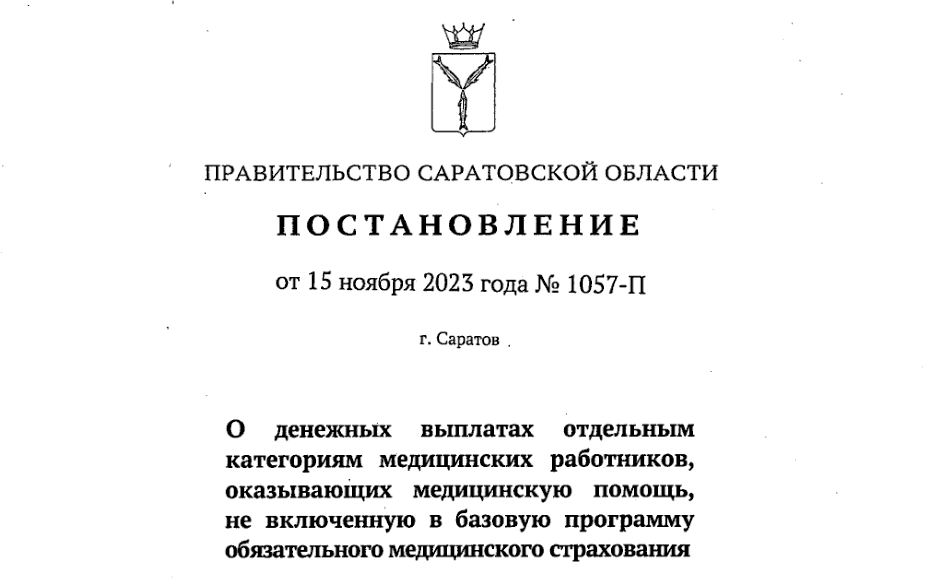 ПРАВИТЕЛЬСТВО САРАТОВСКОЙ ОБЛАСТИ
ПОСТАНОВЛЕНИЕ
от 15 ноября 2023 года № 1057-П
г. Саратов
О денежных выплатах отдельным
категориям медицинских работников,
оказывающих медицинскую помощь,
не включенную в базовую программу
обязательного медицинского страхования